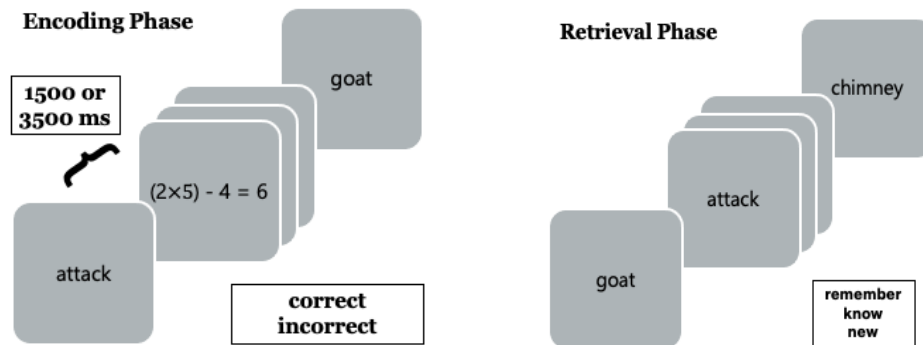 Encoding Phase
goat
1500 or
3500 ms
(2×5) - 4 = 6
attack
correct
incorrect
Retrieval Phase
chimney
attack
goat
remember
know
new